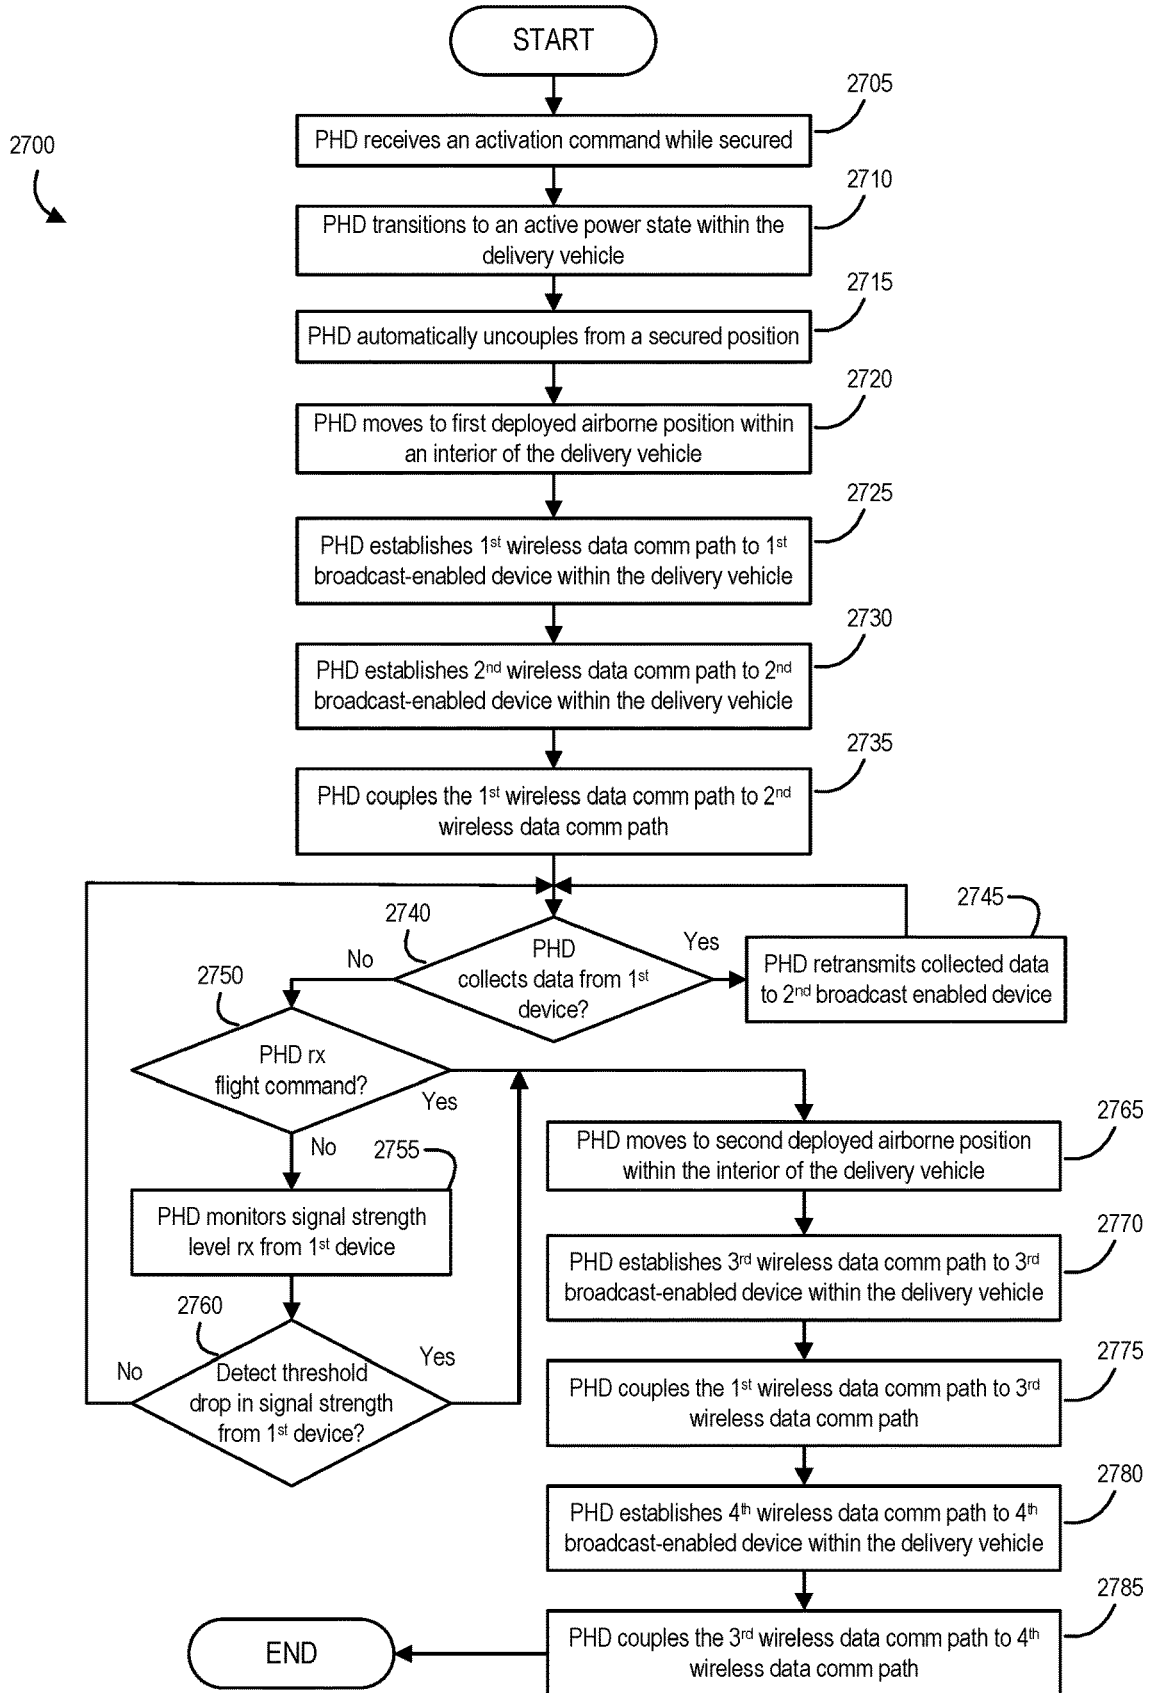 START
2700
2705
PHD receives an activation command while secured
2710
PHD transitions to an active power state within the
delivery vehicle
2715
PHD automatically uncouples from a secured position
2720
PHD moves to first deployed airborne position within
an interior of the delivery vehicle
2725
PHD establishes 1st wireless data comm path to 1st
broadcast-enabled device within the delivery vehicle
2730
PHD establishes 2nd wireless data comm path to 2nd
broadcast-enabled device within the delivery vehicle
2735
PHD couples the 1st wireless data comm path to 2nd
wireless data comm path
2740
PHD
collects data from 1st
device?
No
Yes
2745
PHD retransmits collected data
to 2nd broadcast enabled device
2750
PHD rx
flight command?
Yes
No
2755
PHD monitors signal strength
level rx from 1st device
2760
Detect threshold
drop in signal strength
from 1st device?
No
Yes
2765
PHD moves to second deployed airborne position
within the interior of the delivery vehicle
2770
PHD establishes 3rd wireless data comm path to 3rd
broadcast-enabled device within the delivery vehicle
2775
PHD couples the 1st wireless data comm path to 3rd
wireless data comm path
2780
PHD establishes 4th wireless data comm path to 4th
broadcast-enabled device within the delivery vehicle
2785
PHD couples the 3rd wireless data comm path to 4th
wireless data comm path
END